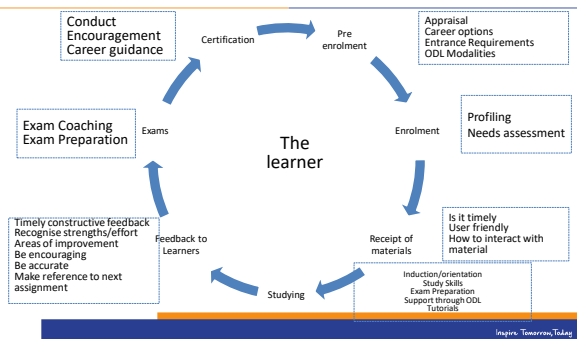 Conduct
Encouragement
Career guidance
Certification
Pre
enrolment
Appraisal
Career options
Entrance Requirements
ODL Modalities
Exam Coaching
Exam Preparation
Exams
The
learner
Enrolment
Profiling
Needs assessment
Timely constructive feedback
Recognise strengths/effort
Areas of improvement
Be encouraging
Be accurate
Make reference to next
assignment
Feedback to
Learners
Receipt of
materials
Is it timely
User friendly
How to interact with
material
Studying
Induction/orientation
Study Skills
Exam Preparation
Support through ODL
Tutorials
Inspire Tomorrow,Today